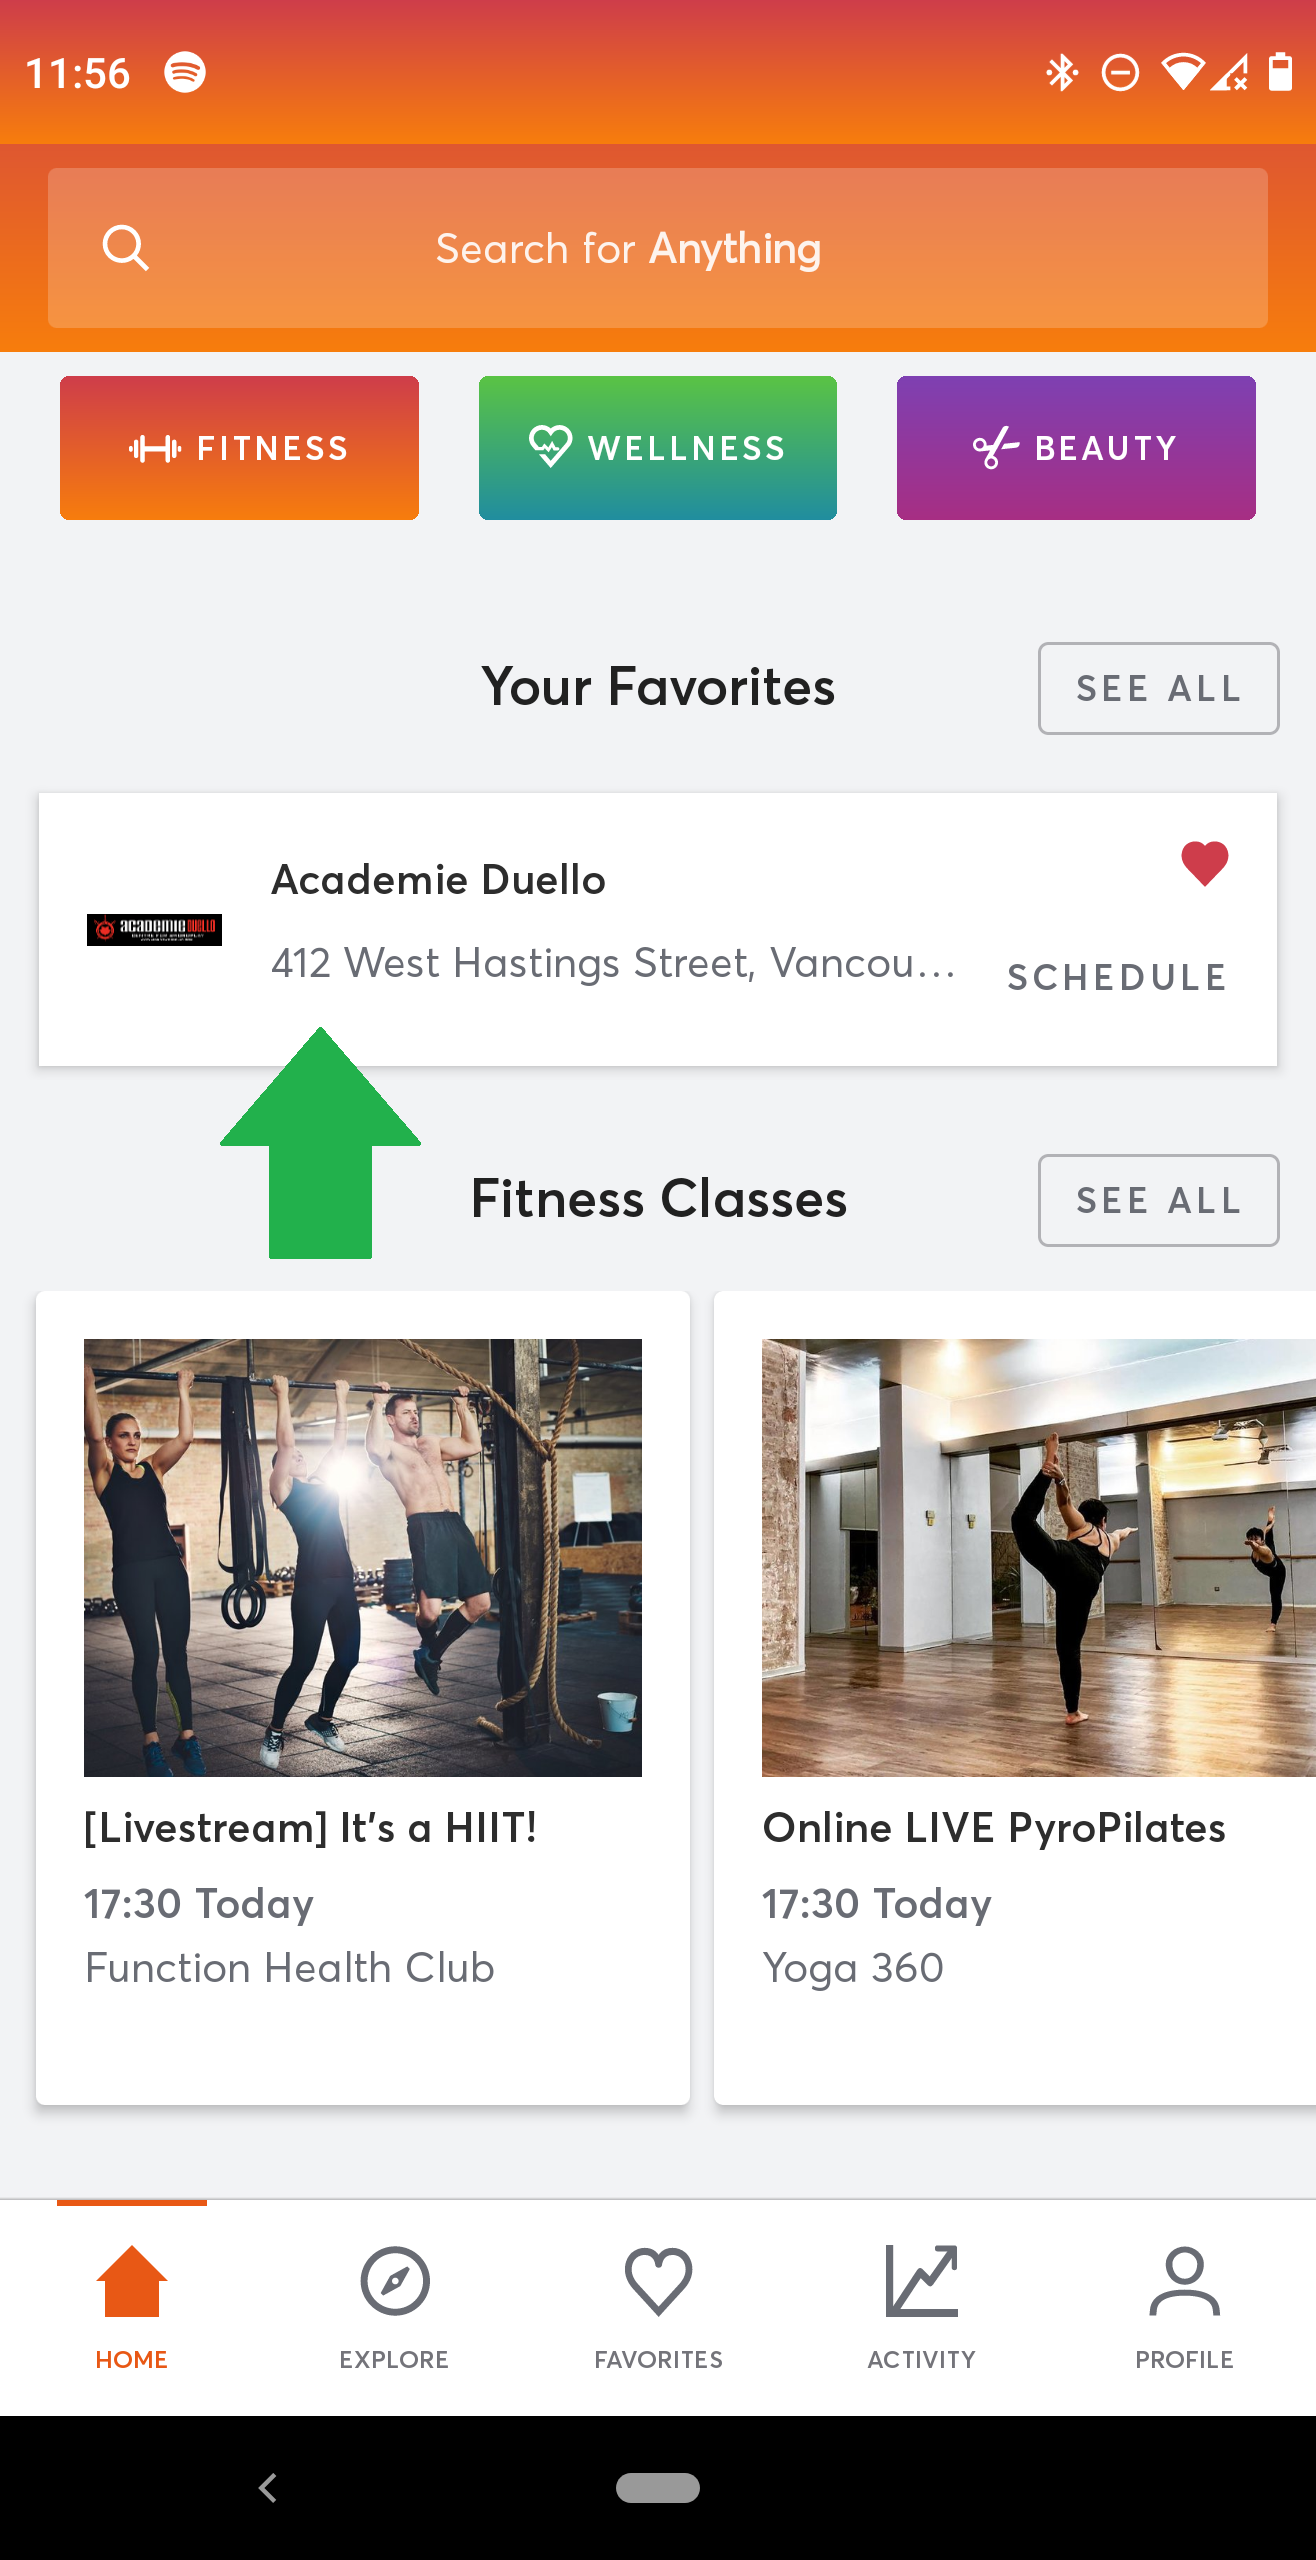 11:56
Search for Anything
FITNESS
WELLNESS
BEAUTY
Your Favorites
SEE ALL
ACADEMIE DUELLO
Academie Duello
412 West Hastings Street, Vancou...
SCHEDULE
Fitness Classes
SEE ALL
[Livestream] It's a HIIT!
17:30 Today
Function Health Club
Online LIVE PyroPilates
17:30 Today
Yoga 360
HOME
EXPLORE
FAVORITES
ACTIVITY
PROFILE